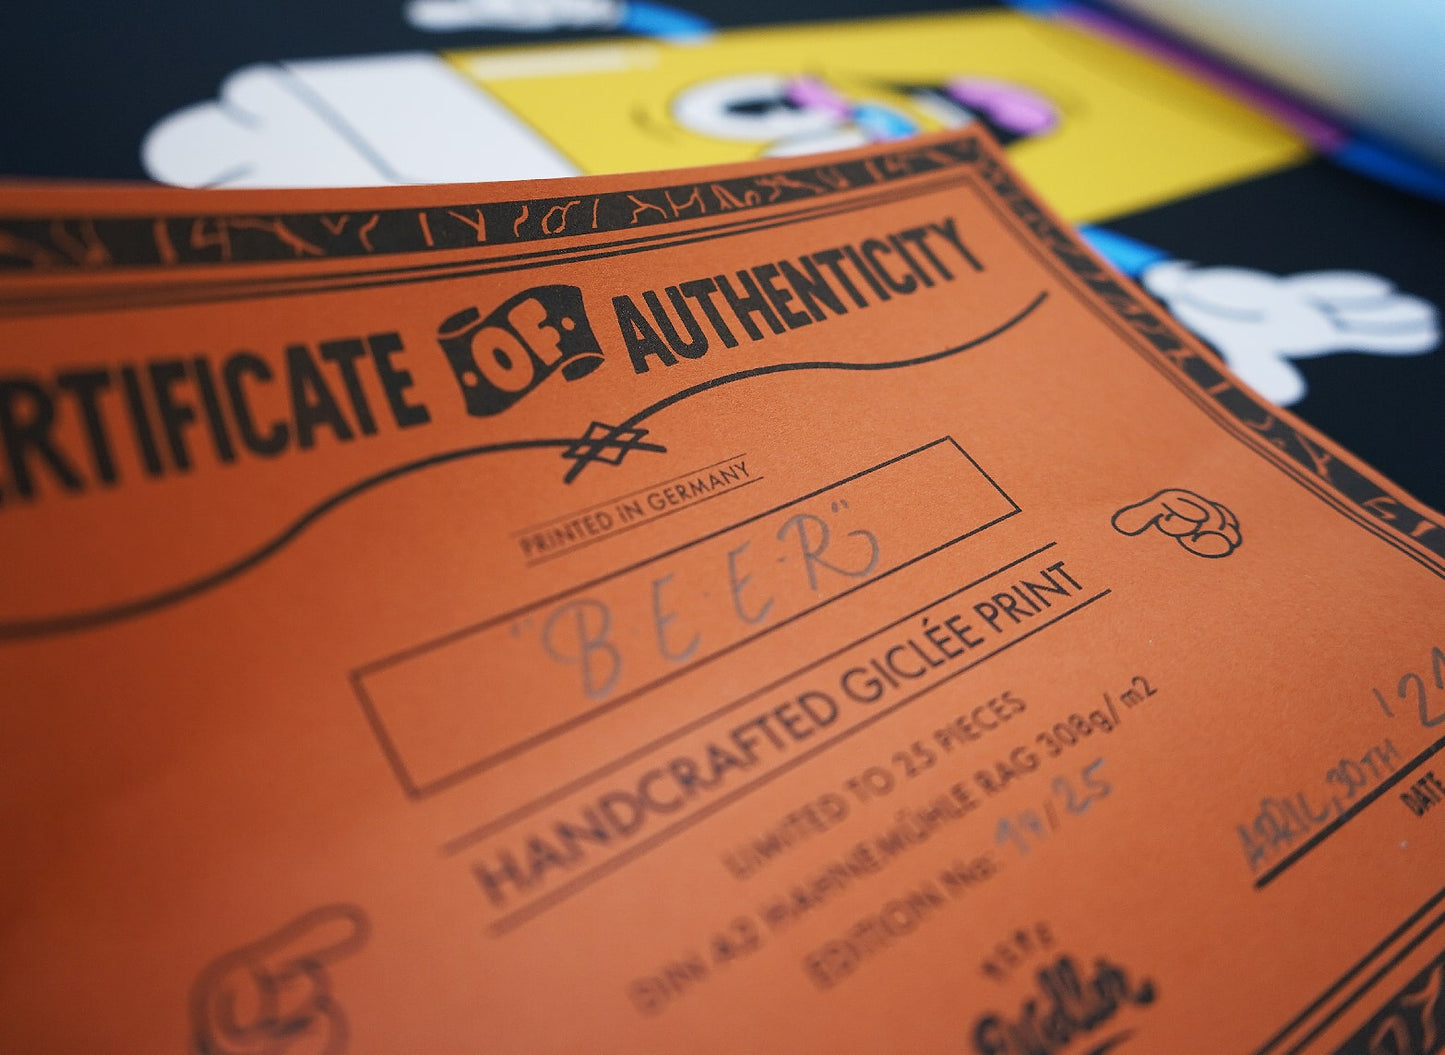 ERTIFICATE OF AUTHENTICITY
PRINTED IN GERMANY
"B·E·E·R"
HANDCRAFTED GICLÉE PRINT
LIMITED TO 25 PIECES
DIN A2 HAHNEMÜHLE RAG 308g/m2
EDITION No: 14/25
APRIL, 30TH
DATE